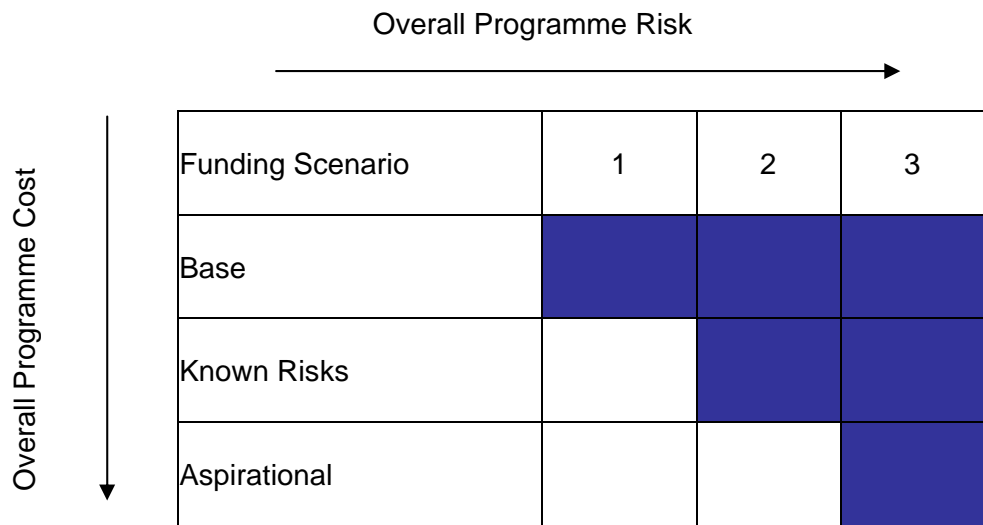 Overall Programme Risk
Overall Programme Cost
Funding Scenario 1 2 3
Base
Known Risks
Aspirational